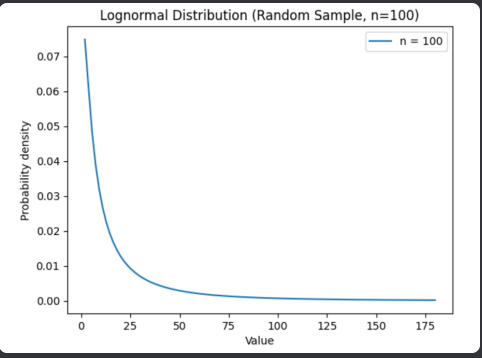 Lognormal Distribution (Random Sample, n=100)
n = 100
Probability density
0.07
0.06
0.05
0.04
0.03
0.02
0.01
0.00
0 25 50 75 100 125 150 175
Value